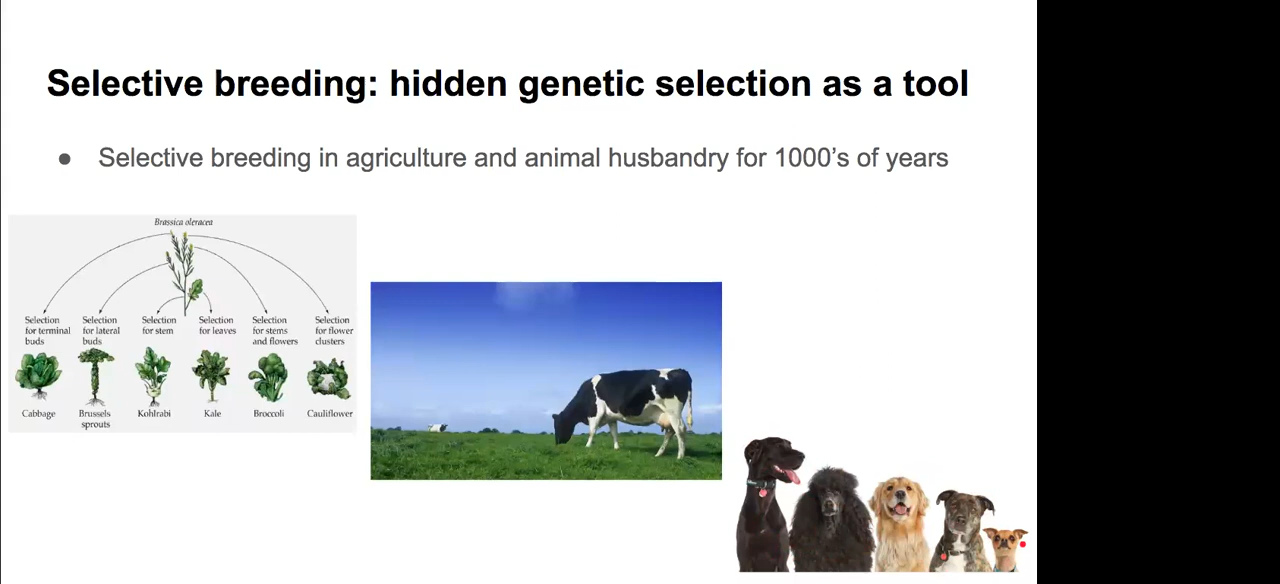 Selective breeding: hidden genetic selection as a tool
● Selective breeding in agriculture and animal husbandry for 1000’s of years
Brassica oleracea
Selection for terminal buds
Selection for lateral buds
Selection for stem
Selection for leaves
Selection for stems and flowers
Selection for flower clusters
Cabbage
Brussels sprouts
Kohlrabi
Kale
Broccoli
Cauliflower